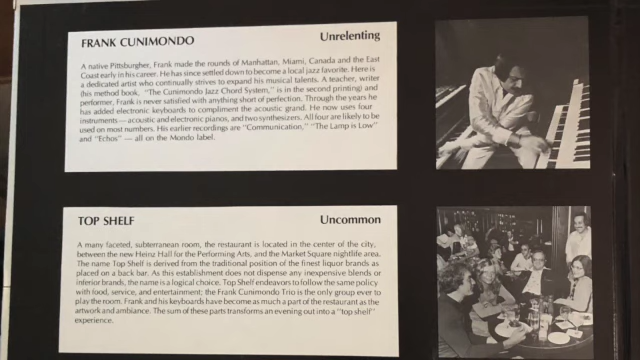 FRANK CUNIMONDO Unrelenting
A native Pittsburgher, Frank made the rounds of Manhattan, Miami, Canada and the East
Coast early in his career. He has since settled down to become a local jazz favorite. Here is
a dedicated artist who continually strives to expand his musical talents. A teacher, writer
(his method book, "The Cunimondo Jazz Chord System," is in the second printing) and
performer, Frank is never satisfied with anything short of perfection. Through the years he
has added electronic keyboards to compliment the acoustic grand. He now uses four
instruments — acoustic and electronic pianos, and two synthesizers. All four are likely to be
used on most numbers. His earlier recordings are "Communication," "The Lamp is Low"
and "Echos" — all on the Mondo label.
TOP SHELF Uncommon
A many faceted, subterranean room, the restaurant is located in the center of the city,
between the new Heinz Hall for the Performing Arts, and the Market Square nightlife area.
The name Top Shelf is derived from the traditional position of the finest liquor brands as
placed on a back bar. As this establishment does not dispense any inexpensive blends or
inferior brands, the name is a logical choice. Top Shelf endeavors to follow the same policy
with food, service, and entertainment; the Frank Cunimondo Trio is the only group ever to
play the room. Frank and his keyboards have become as much a part of the restaurant as the
artwork and ambiance. The sum of these parts transforms an evening out into a "top shelf"
experience.